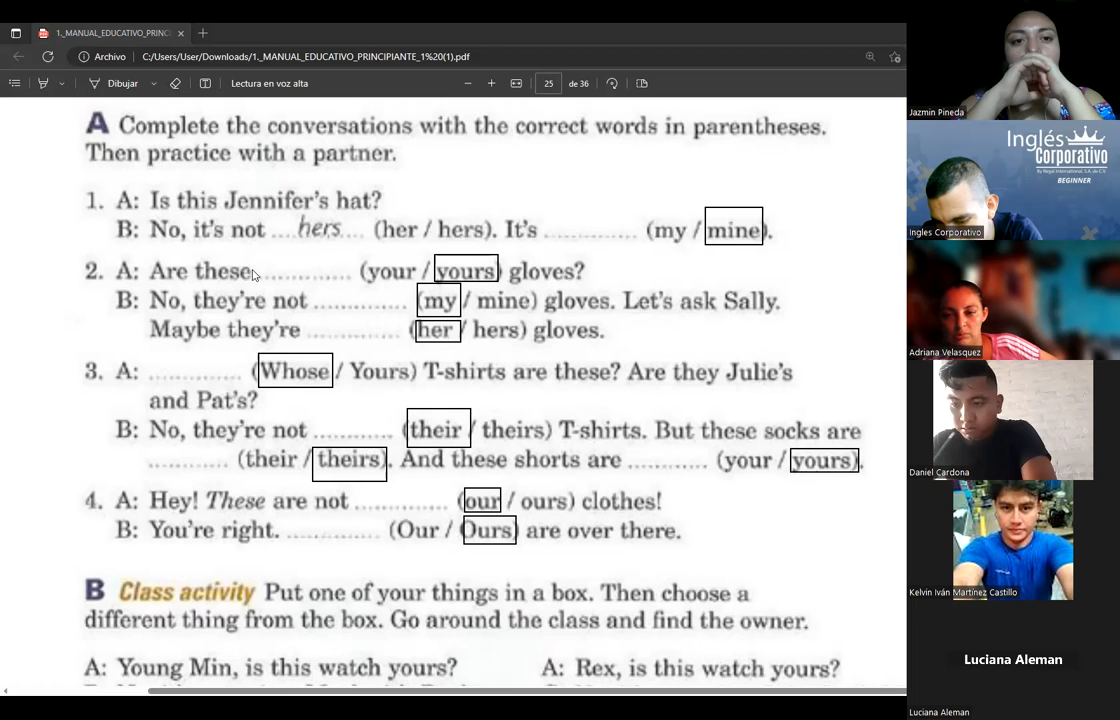 1._MANUAL_EDUCATIVO_PRINC
Archivo C:/Users/User/Downloads/1._MANUAL_EDUCATIVO_PRINCIPIANTE_1%20(1).pdf
Dibujar Lectura en voz alta 25 de 36
A Complete the conversations with the correct words in parentheses.
Then practice with a partner.
1. A: Is this Jennifer's hat?
B: No, it's not ....hers.... (her / hers). It's .............. (my / mine).
2. A: Are these .............. (your / yours) gloves?
B: No, they're not ............. (my / mine) gloves. Let's ask Sally.
Maybe they're .............. (her / hers) gloves.
3. A: .............. (Whose / Yours) T-shirts are these? Are they Julie's
and Pat's?
B: No, they're not ............ (their / theirs) T-shirts. But these socks are
............ (their / theirs). And these shorts are ............ (your / yours).
4. A: Hey! These are not .............. (our / ours) clothes!
B: You're right. .............. (Our / Ours) are over there.
B Class activity Put one of your things in a box. Then choose a
different thing from the box. Go around the class and find the owner.
A: Young Min, is this watch yours? A: Rex, is this watch yours?
Jazmin Pineda
Inglés
Corporativo
By Regal International, S.A. de C.V.
BEGINNER
Ingles Corporativo
Adriana Velasquez
Daniel Cardona
Kelvin Iván Martínez Castillo
Luciana Aleman
Luciana Aleman